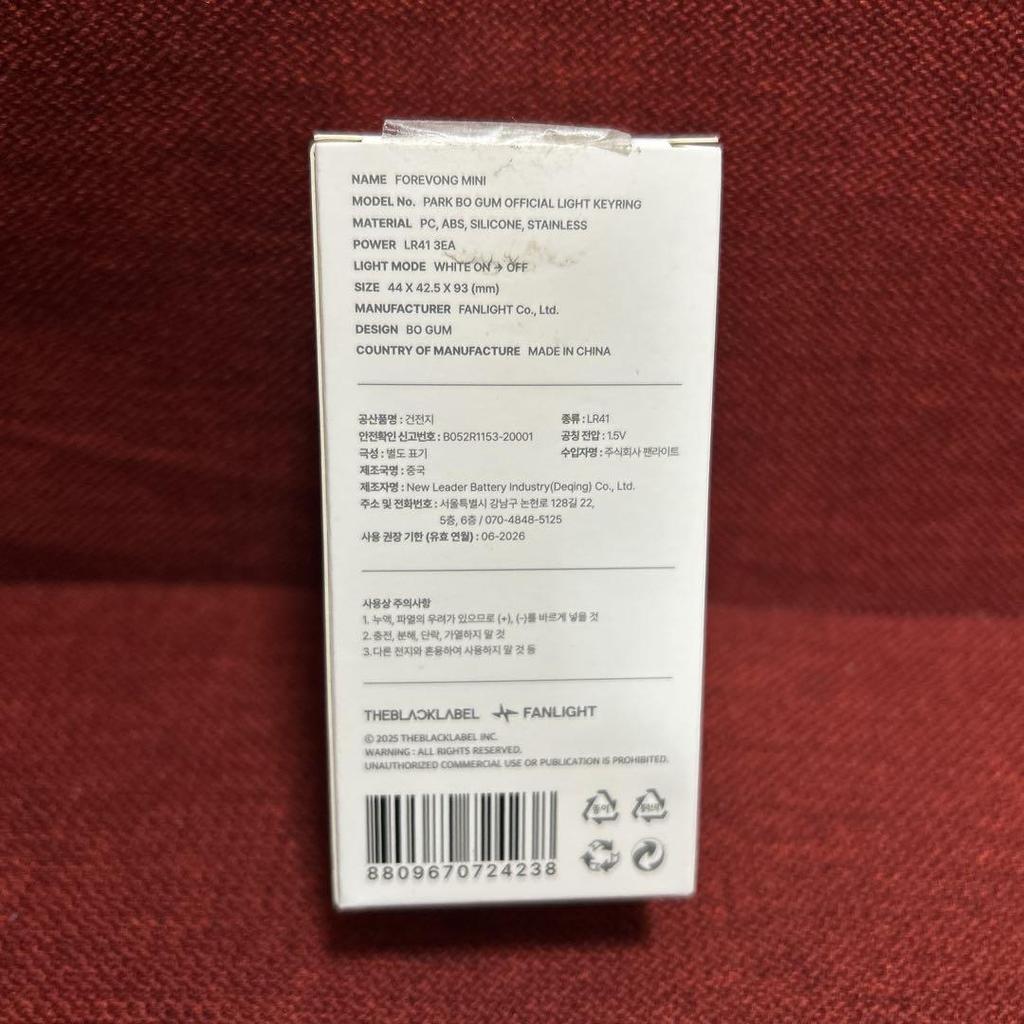 NAME FOREVONG MINI
MODEL No. PARK BO GUM OFFICIAL LIGHT KEYRING
MATERIAL PC, ABS, SILICONE, STAINLESS
POWER LR41 3EA
LIGHT MODE WHITE ON → OFF
SIZE 44 X 42.5 X 93 (mm)
MANUFACTURER FANLIGHT Co., Ltd.
DESIGN BO GUM
COUNTRY OF MANUFACTURE MADE IN CHINA
공산품명 : 건전지 종류 : LR41
안전확인 신고번호 : B052R1153-20001 공칭 전압 : 1.5V
극성 : 별도 표기 수입자명 : 주식회사 팬라이트
제조국명 : 중국
제조자명 : New Leader Battery Industry(Deqing) Co., Ltd.
주소 및 전화번호 : 서울특별시 강남구 논현로 128길 22,
5층, 6층 / 070-4848-5125
사용 권장 기한 (유효 연월) : 06-2026
사용상 주의사항
1. 누액, 파열의 우려가 있으므로 (+), (-)를 바르게 넣을 것
2. 충전, 분해, 단락, 가열하지 말 것
3. 다른 전지와 혼용하여 사용하지 말 것 등
THEBLACKLABEL FANLIGHT
© 2025 THEBLACKLABEL INC.
WARNING : ALL RIGHTS RESERVED.
UNAUTHORIZED COMMERCIAL USE OR PUBLICATION IS PROHIBITED.
8809670724238
종이